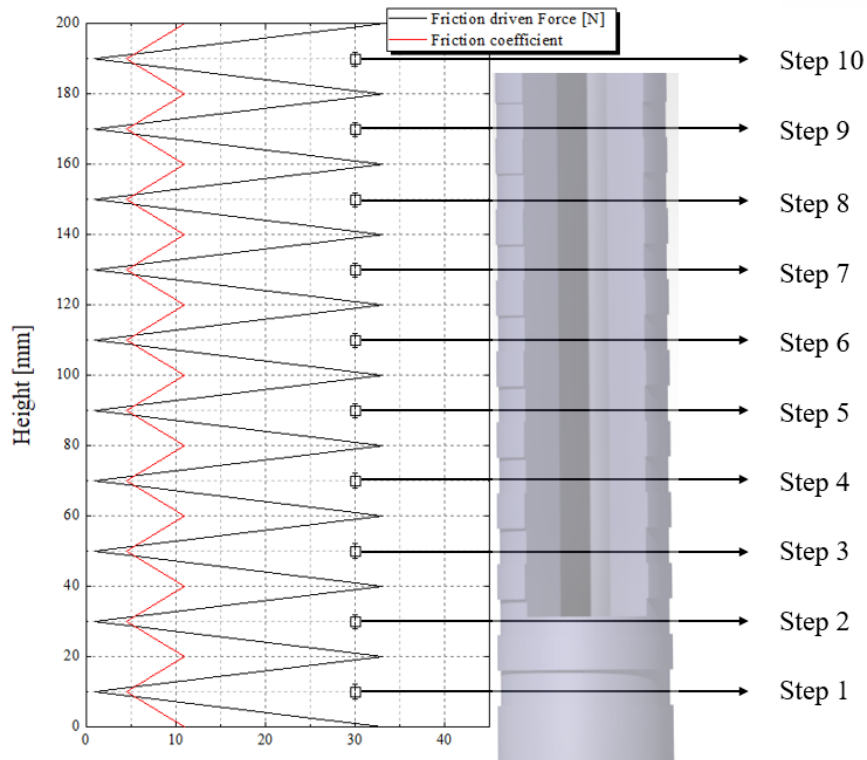 Friction driven Force [N]
Friction coefficient
Height [mm]
200
180
160
140
120
100
80
60
40
20
0
0
10
20
30
40
Step 10
Step 9
Step 8
Step 7
Step 6
Step 5
Step 4
Step 3
Step 2
Step 1